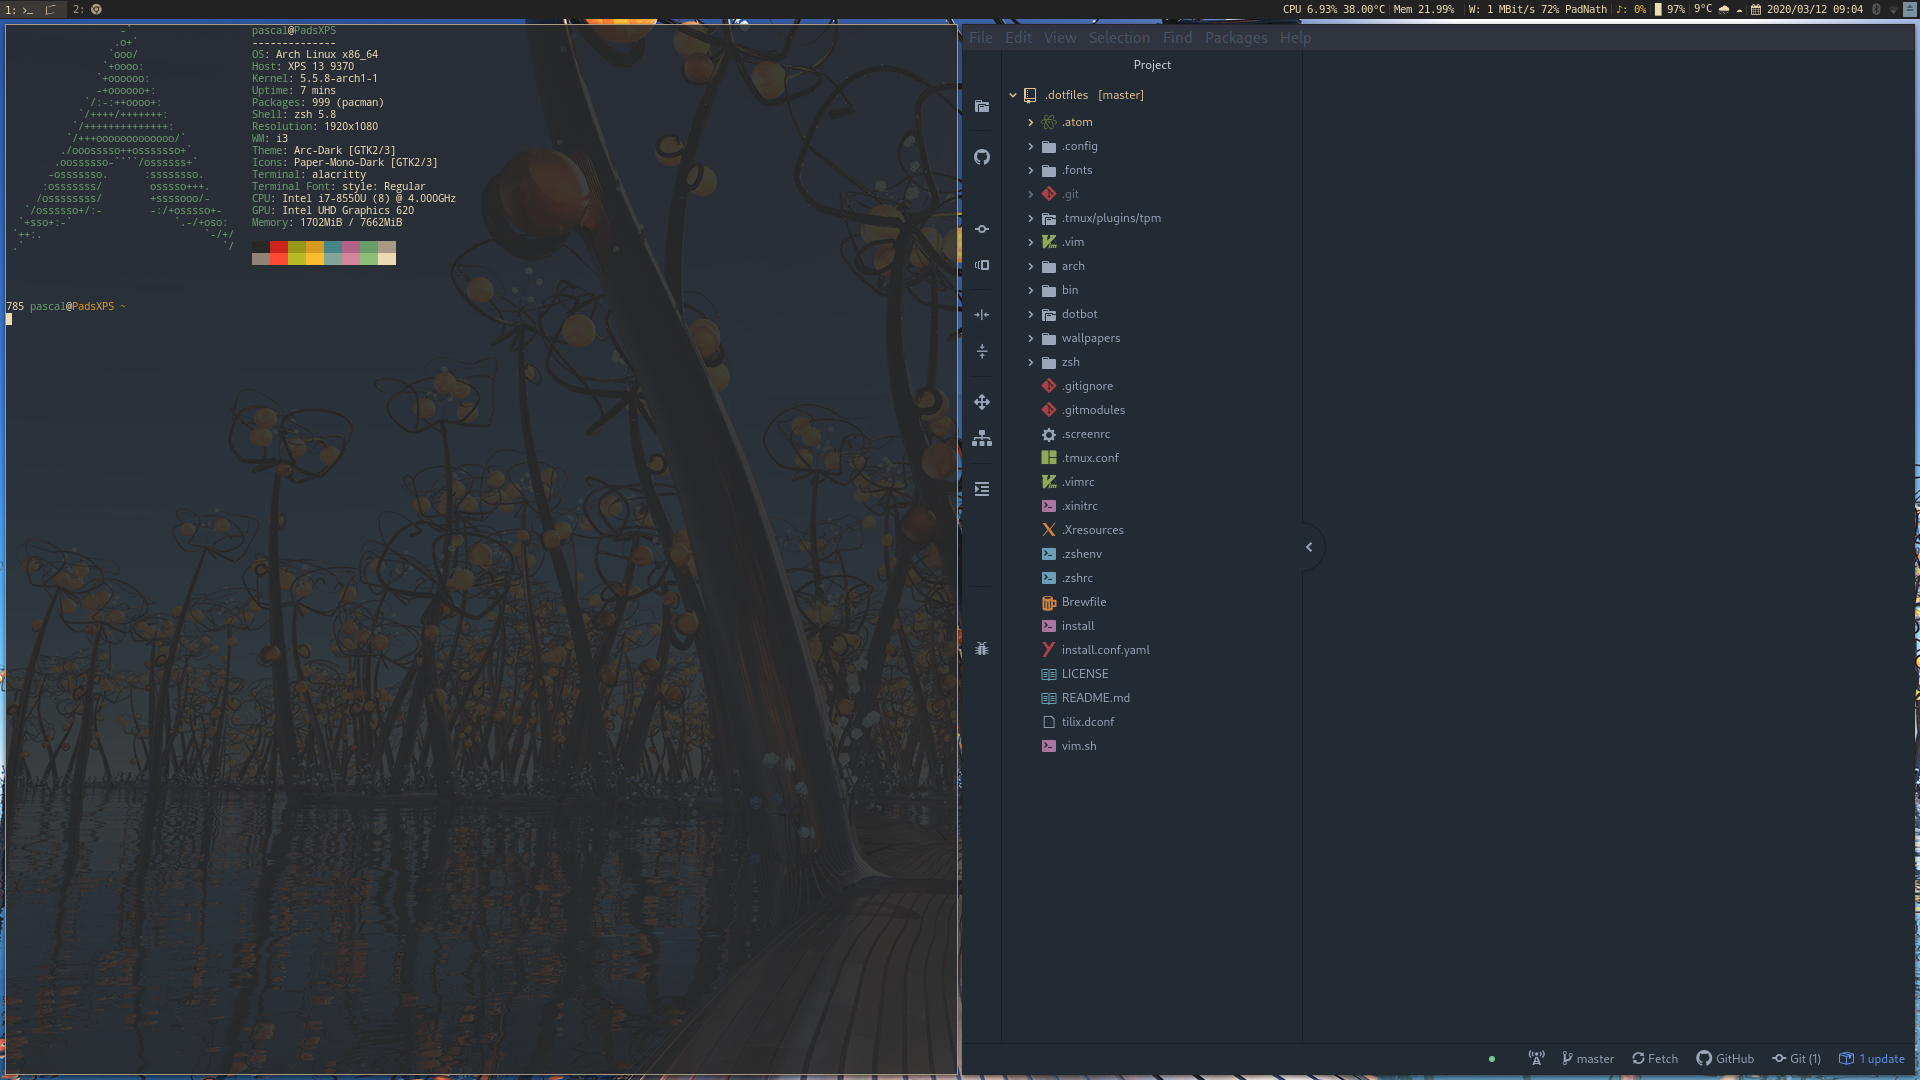 1:
2:
CPU 6.93% 38.00°C
Mem 21.99%
W: 1 MBit/s 72% PadNath
♪: 0%
97%
9°C
2020/03/12 09:04
pascal@PadsXPS
--------------
OS: Arch Linux x86_64
Host: XPS 13 9370
Kernel: 5.5.8-arch1-1
Uptime: 7 mins
Packages: 999 (pacman)
Shell: zsh 5.8
Resolution: 1920x1080
WM: i3
Theme: Arc-Dark [GTK2/3]
Icons: Paper-Mono-Dark [GTK2/3]
Terminal: alacritty
Terminal Font: style: Regular
CPU: Intel i7-8550U (8) @ 4.000GHz
GPU: Intel UHD Graphics 620
Memory: 1702MiB / 7662MiB
785 pascal@PadsXPS ~
File Edit View Selection Find Packages Help
Project
.dotfiles [master]
.atom
.config
.fonts
.git
.tmux/plugins/tpm
.vim
arch
bin
dotbot
wallpapers
zsh
.gitignore
.gitmodules
.screenrc
.tmux.conf
.vimrc
.xinitrc
.Xresources
.zshenv
.zshrc
Brewfile
install
install.conf.yaml
LICENSE
README.md
tilix.dconf
vim.sh
master
Fetch
GitHub
Git (1)
1 update